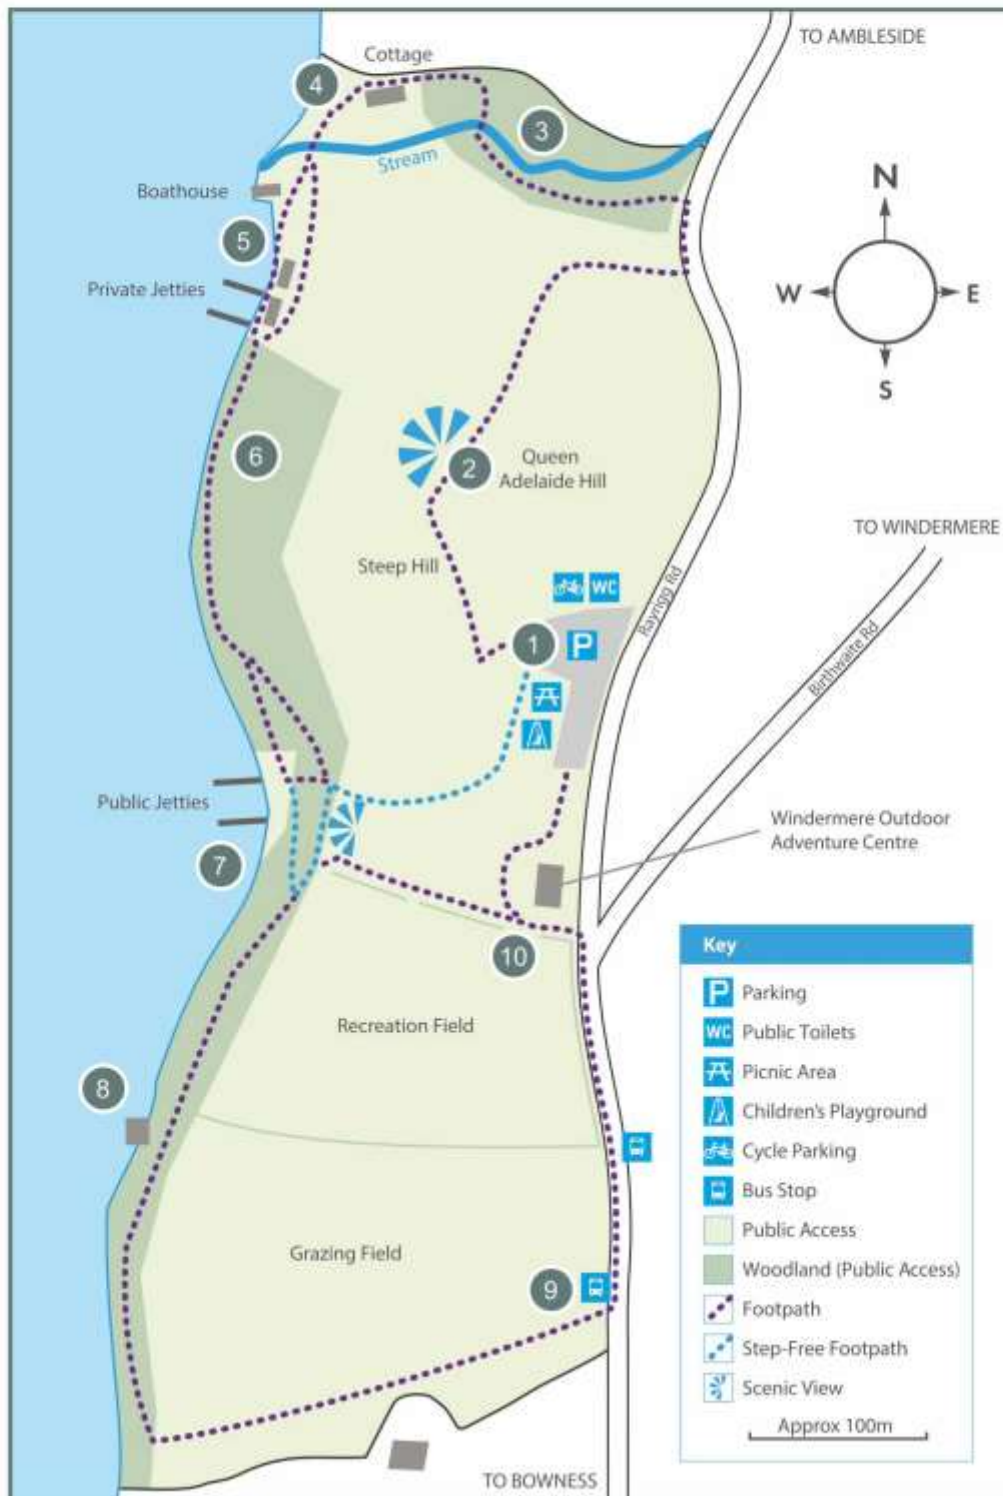 TO AMBLESIDE
Cottage
4
3
Stream
N
Boathouse
5
Private Jetties
W
E
S
6
2
Queen
Adelaide Hill
TO WINDERMERE
Steep Hill
WC
Rayrigg Rd
1
P
Birthwaite Rd
Public Jetties
Windermere Outdoor
Adventure Centre
7
10
Key
P Parking
WC Public Toilets
Picnic Area
Children's Playground
Cycle Parking
Bus Stop
Public Access
Woodland (Public Access)
Footpath
Step-Free Footpath
Scenic View
Approx 100m
Recreation Field
8
Grazing Field
9
TO BOWNESS